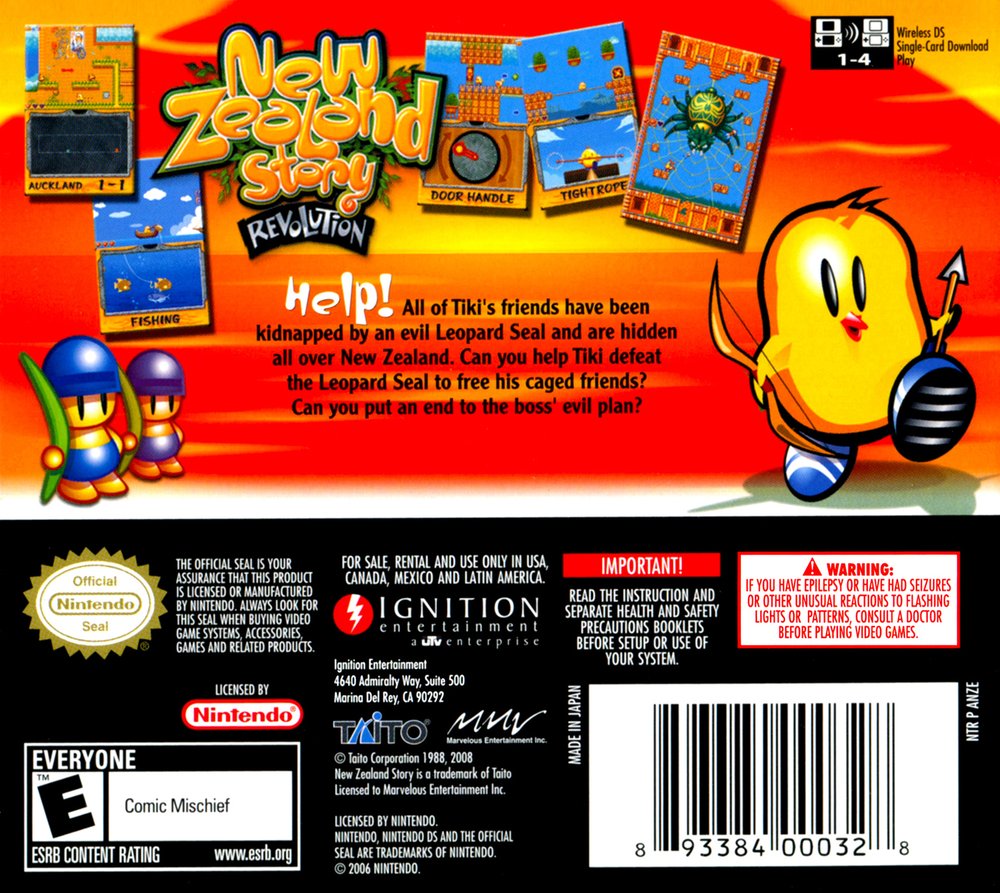 Wireless DS
Single-Card Download
Play
1-4
New
Zealand
Story
REVOLUTION
AUCKLAND 1-1
FISHING
DOOR HANDLE
TIGHTROPE
Help! All of Tiki's friends have been
kidnapped by an evil Leopard Seal and are hidden
all over New Zealand. Can you help Tiki defeat
the Leopard Seal to free his caged friends?
Can you put an end to the boss' evil plan?
Official
Nintendo
Seal
®
THE OFFICIAL SEAL IS YOUR
ASSURANCE THAT THIS PRODUCT
IS LICENSED OR MANUFACTURED
BY NINTENDO. ALWAYS LOOK FOR
THIS SEAL WHEN BUYING VIDEO
GAME SYSTEMS, ACCESSORIES,
GAMES AND RELATED PRODUCTS.
LICENSED BY
Nintendo®
EVERYONE
TM
E
Comic Mischief
ESRB CONTENT RATING www.esrb.org
FOR SALE, RENTAL AND USE ONLY IN USA,
CANADA, MEXICO AND LATIN AMERICA.
IGNITION
entertainment
a UTV enterprise
Ignition Entertainment
4640 Admiralty Way, Suite 500
Marina Del Rey, CA 90292
TAITO®
MMV
Marvelous Entertainment Inc.
© Taito Corporation 1988, 2008
New Zealand Story is a trademark of Taito
Licensed to Marvelous Entertainment Inc.
LICENSED BY NINTENDO.
NINTENDO, NINTENDO DS AND THE OFFICIAL
SEAL ARE TRADEMARKS OF NINTENDO.
© 2006 NINTENDO.
IMPORTANT!
READ THE INSTRUCTION AND
SEPARATE HEALTH AND SAFETY
PRECAUTIONS BOOKLETS
BEFORE SETUP OR USE OF
YOUR SYSTEM.
WARNING:
IF YOU HAVE EPILEPSY OR HAVE HAD SEIZURES
OR OTHER UNUSUAL REACTIONS TO FLASHING
LIGHTS OR PATTERNS, CONSULT A DOCTOR
BEFORE PLAYING VIDEO GAMES.
MADE IN JAPAN
8 93384 00032 8
NTR P ANZE